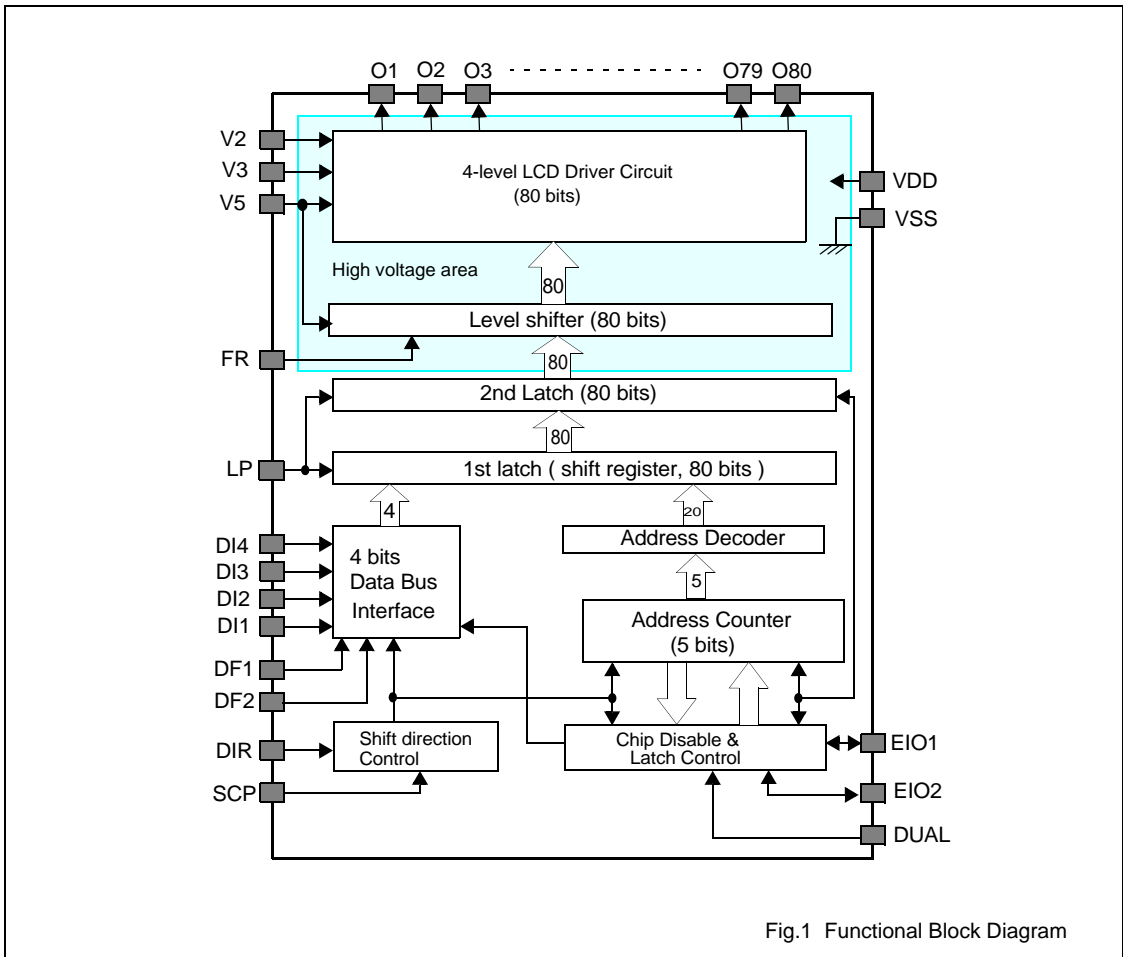 O1 O2 O3 - - - - - - - - - - - - - - - - O79 O80
V2
V3
V5
4-level LCD Driver Circuit
(80 bits)
VDD
VSS
High voltage area
80
Level shifter (80 bits)
FR
80
2nd Latch (80 bits)
80
LP
1st latch ( shift register, 80 bits )
4
20
DI4
DI3
DI2
DI1
4 bits
Data Bus
Interface
Address Decoder
5
Address Counter
(5 bits)
DF1
DF2
DIR
SCP
Shift direction
Control
Chip Disable &
Latch Control
EIO1
EIO2
DUAL
Fig.1 Functional Block Diagram